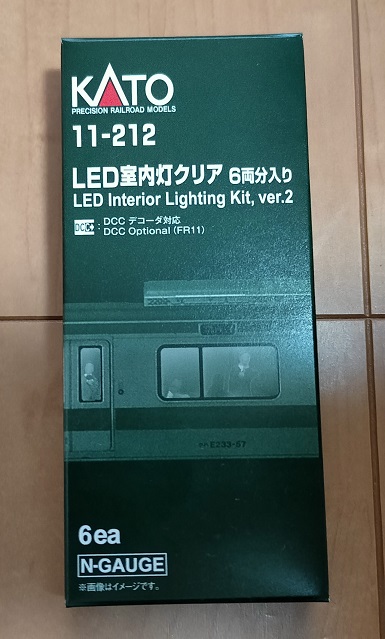 KATO
PRECISION RAILROAD MODELS
11-212
LED室内灯クリア 6両分入り
LED Interior Lighting Kit, ver.2
DCC : DCC デコーダ対応
DCC Optional (FR11)
E233-57
6ea
N-GAUGE
※画像はイメージです。